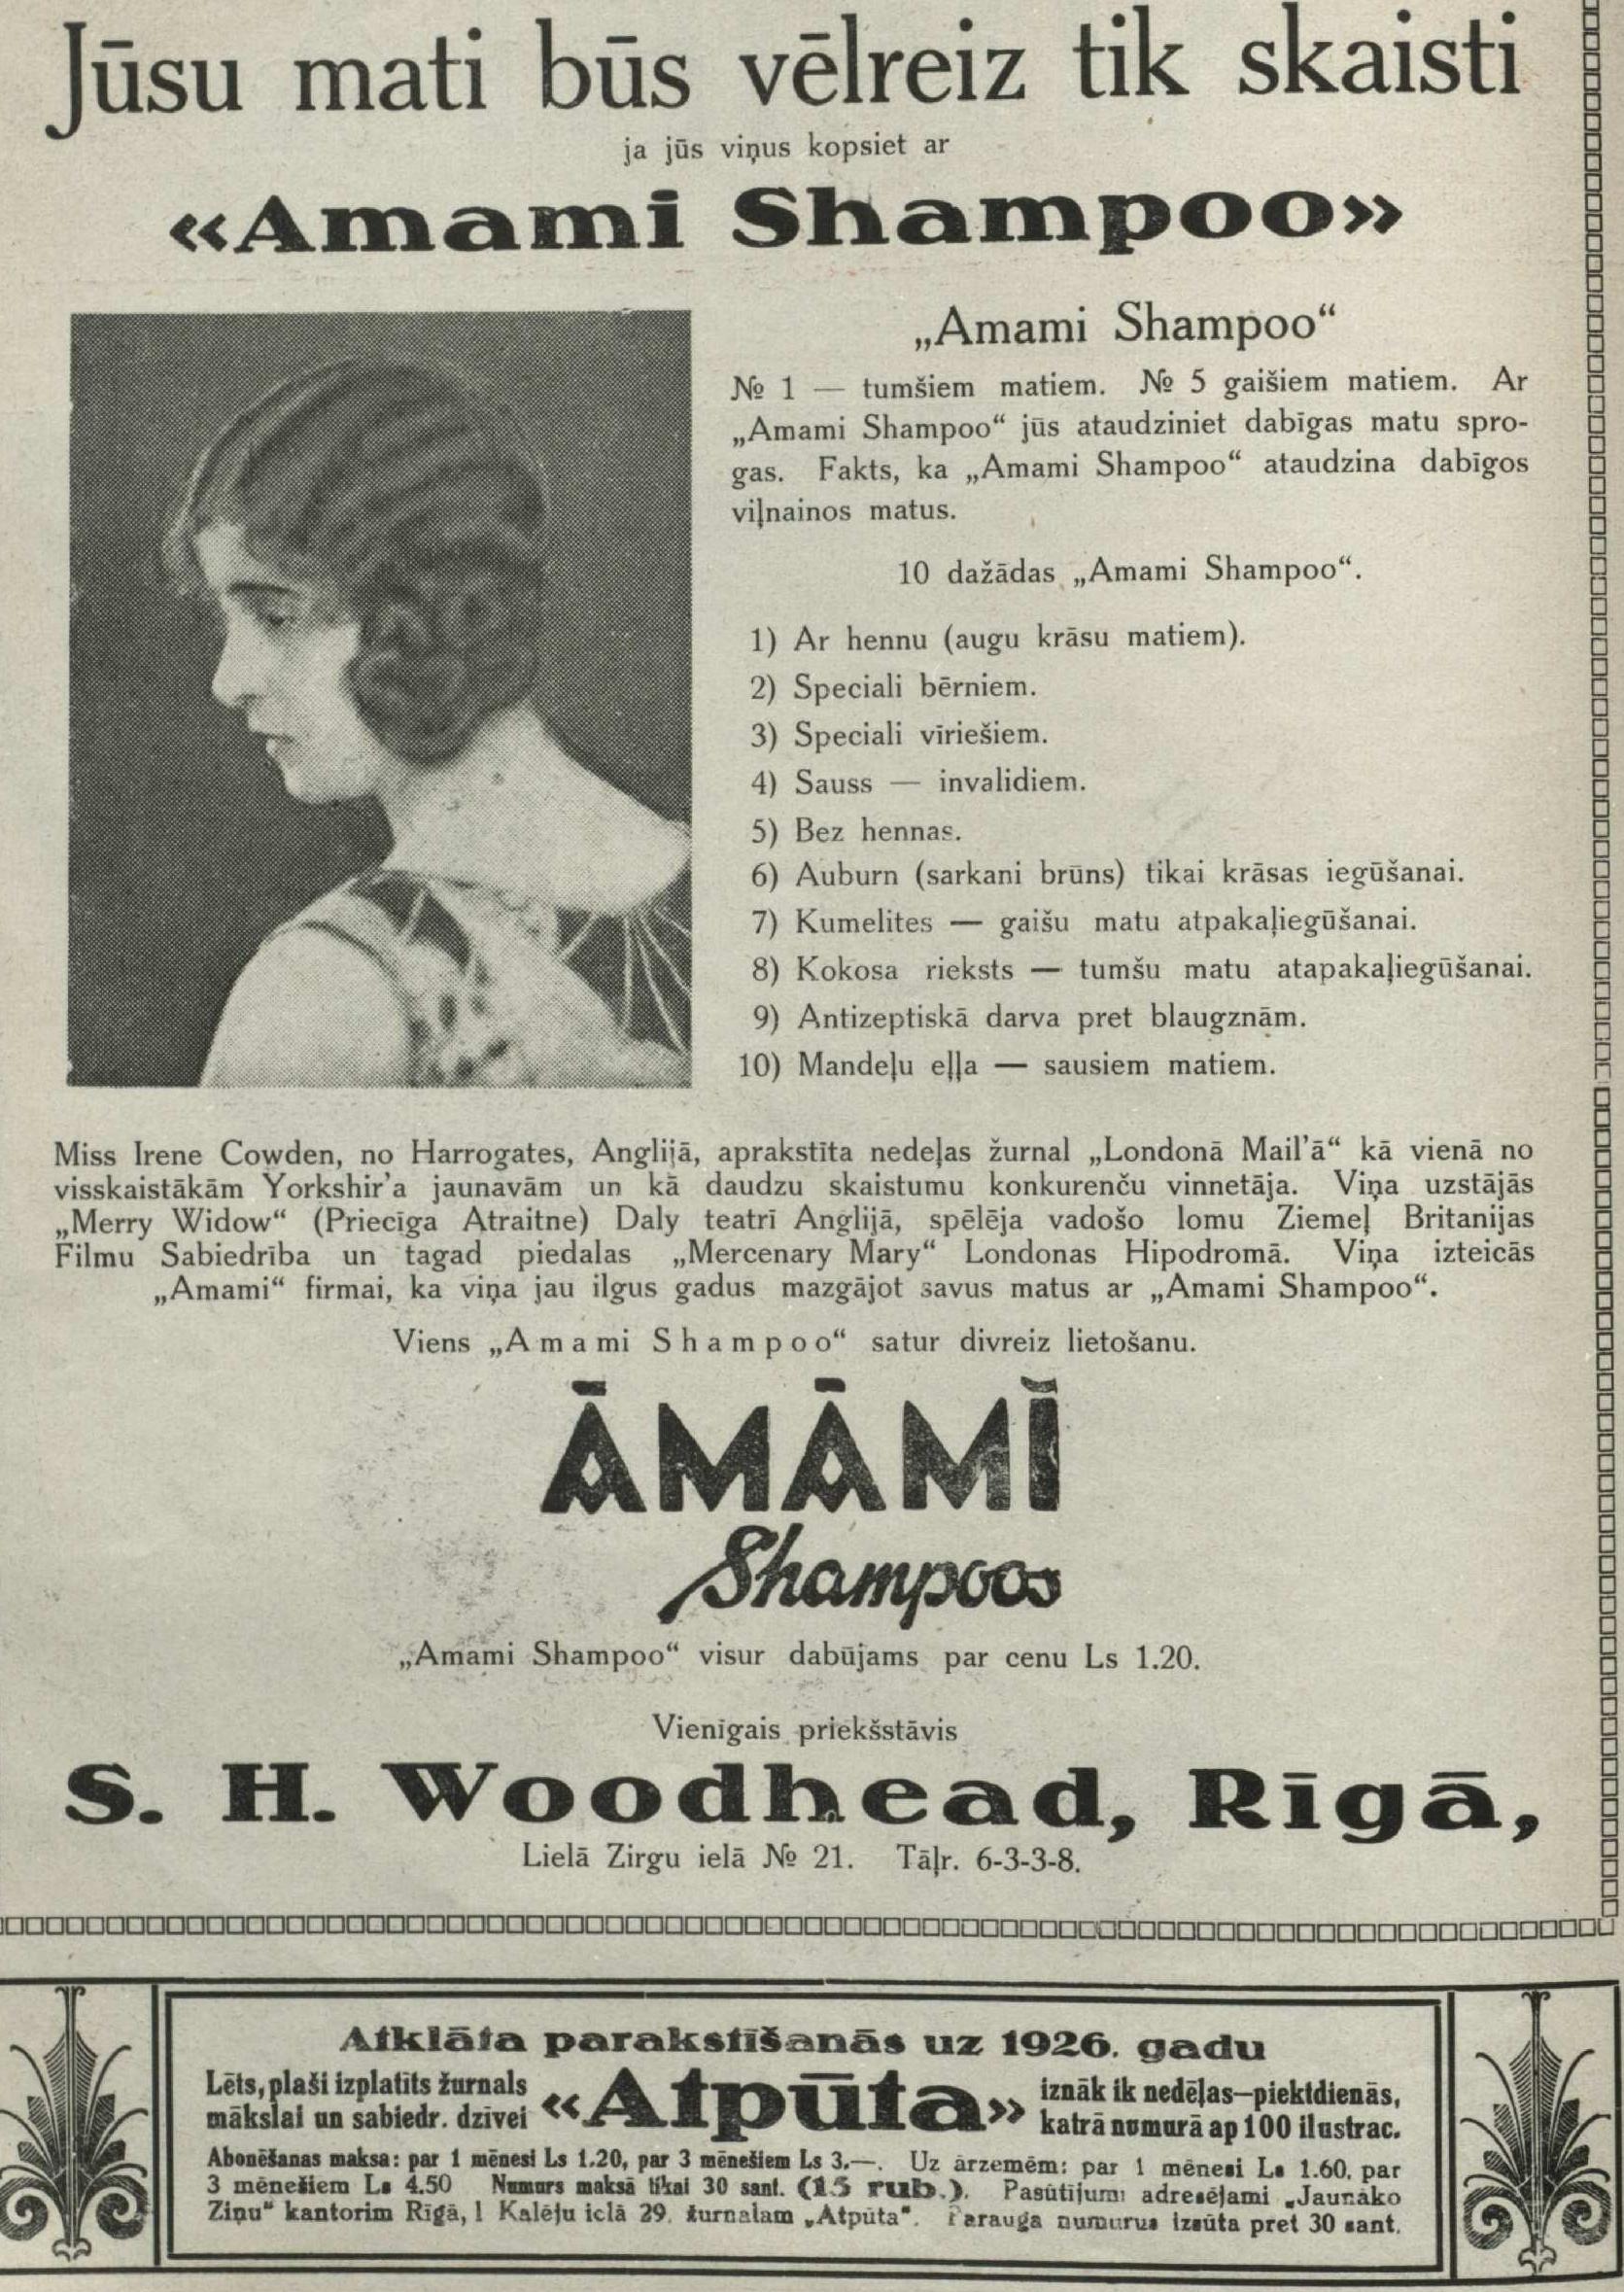 Jūsu mati būs vēlreiz tik skaisti
ja jūs viņus kopsiet ar
«Amami Shampoo»
„Amami Shampoo“
№ 1 — tumšiem matiem. № 5 gaišiem matiem. Ar
„Amami Shampoo“ jūs ataudziniet dabīgas matu spro-
gas. Fakts, ka „Amami Shampoo“ ataudzina dabīgos
viļnainos matus.
10 dažādas „Amami Shampoo“.
1) Ar hennu (augu krāsu matiem).
2) Speciali bērniem.
3) Speciali vīriešiem.
4) Sauss — invalidiem.
5) Bez hennas.
6) Auburn (sarkani brūns) tikai krāsas iegūšanai.
7) Kumelites — gaišu matu atpakaļiegūšanai.
8) Kokosa rieksts — tumšu matu atapakaļiegūšanai.
9) Antizeptiskā darva pret blaugznām.
10) Mandeļu eļļa — sausiem matiem.
Miss Irene Cowden, no Harrogates, Anglijā, aprakstīta nedeļas žurnal „Londonā Mail'ā“ kā vienā no
visskaistākām Yorkshir'a jaunavām un kā daudzu skaistumu konkurenču vinnetāja. Viņa uzstājās
„Merry Widow“ (Priecīga Atraitne) Daly teatrī Anglijā, spēlēja vadošo lomu Ziemeļ Britanijas
Filmu Sabiedrība un tagad piedalas „Mercenary Mary“ Londonas Hipodromā. Viņa izteicās
„Amami“ firmai, ka viņa jau ilgus gadus mazgājot savus matus ar „Amami Shampoo“.
Viens „Amami Shampoo“ satur divreiz lietošanu.
ĀMĀMĬ
Shampoos
„Amami Shampoo“ visur dabūjams par cenu Ls 1.20.
Vienīgais priekšstāvis
S. H. Woodhead, Rīgā,
Lielā Zirgu ielā № 21. Tāļr. 6-3-3-8.
Atklāta parakstīšanās uz 1926. gadu
Lēts, plaši izplatīts žurnals
mākslai un sabiedr. dzīvei
«Atpūta»
iznāk ik nedēļas—piektdienās,
katrā numurā ap 100 ilustrac.
Abonēšanas maksa: par 1 mēnesi Ls 1.20, par 3 mēnešiem Ls 3.—. Uz ārzemēm: par 1 mēnesi Ls 1.60, par
3 mēnešiem Ls 4.50 Numurs maksā tikai 30 sant. (15 rub.). Pasūtījumi adresējami „Jaunāko
Ziņu“ kantorim Rīgā, l Kalēju ielā 29. žurnalam „Atpūta“. Parauga numurus izsūta pret 30 sant.